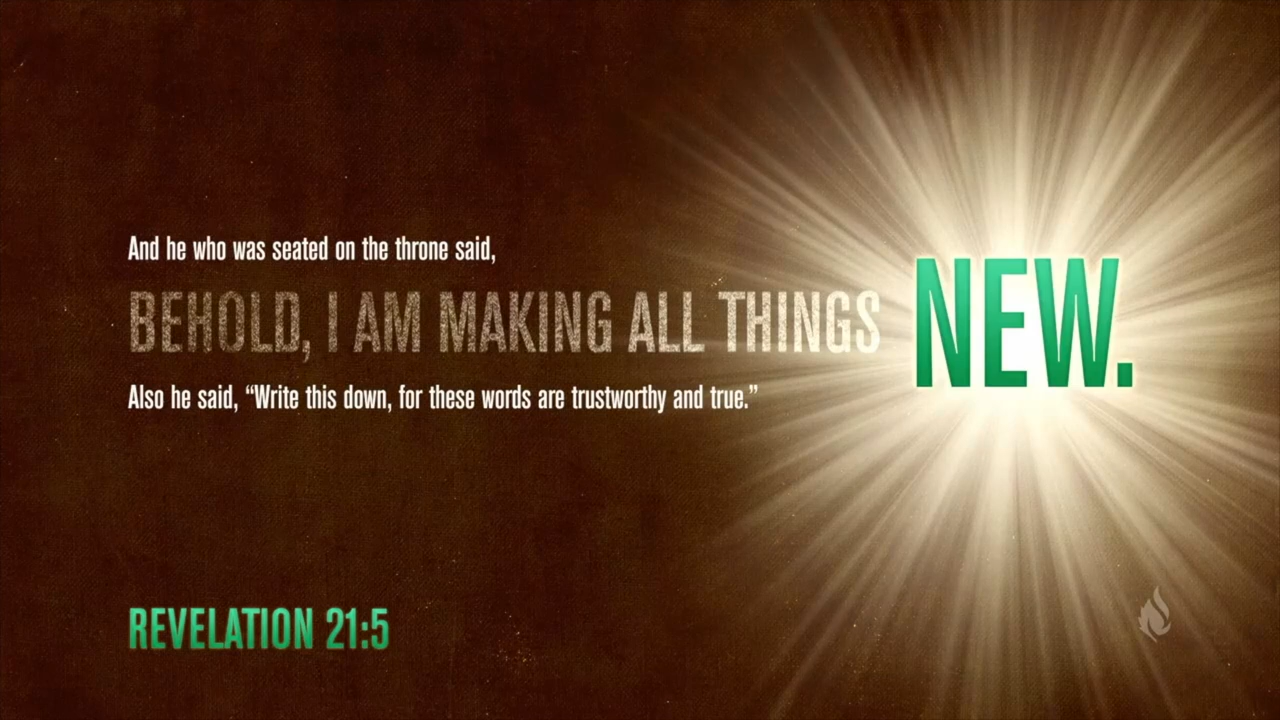 And he who was seated on the throne said,
BEHOLD, I AM MAKING ALL THINGS NEW.
Also he said, “Write this down, for these words are trustworthy and true.”
REVELATION 21:5